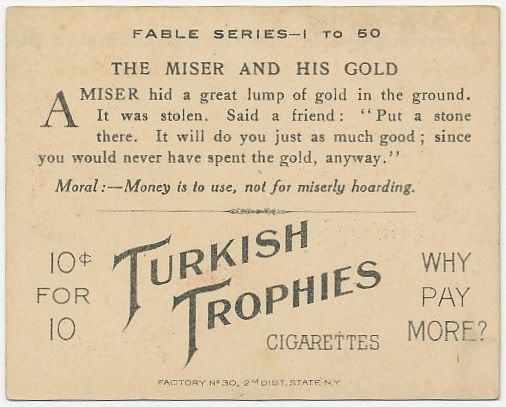 FABLE SERIES—1 TO 50
THE MISER AND HIS GOLD
A MISER hid a great lump of gold in the ground.
It was stolen. Said a friend: "Put a stone
there. It will do you just as much good; since
you would never have spent the gold, anyway."
Moral:—Money is to use, not for miserly hoarding.
10¢
FOR
10
TURKISH
TROPHIES
CIGARETTES
WHY
PAY
MORE?
FACTORY Nº 30, 2nd DIST. STATE N.Y.